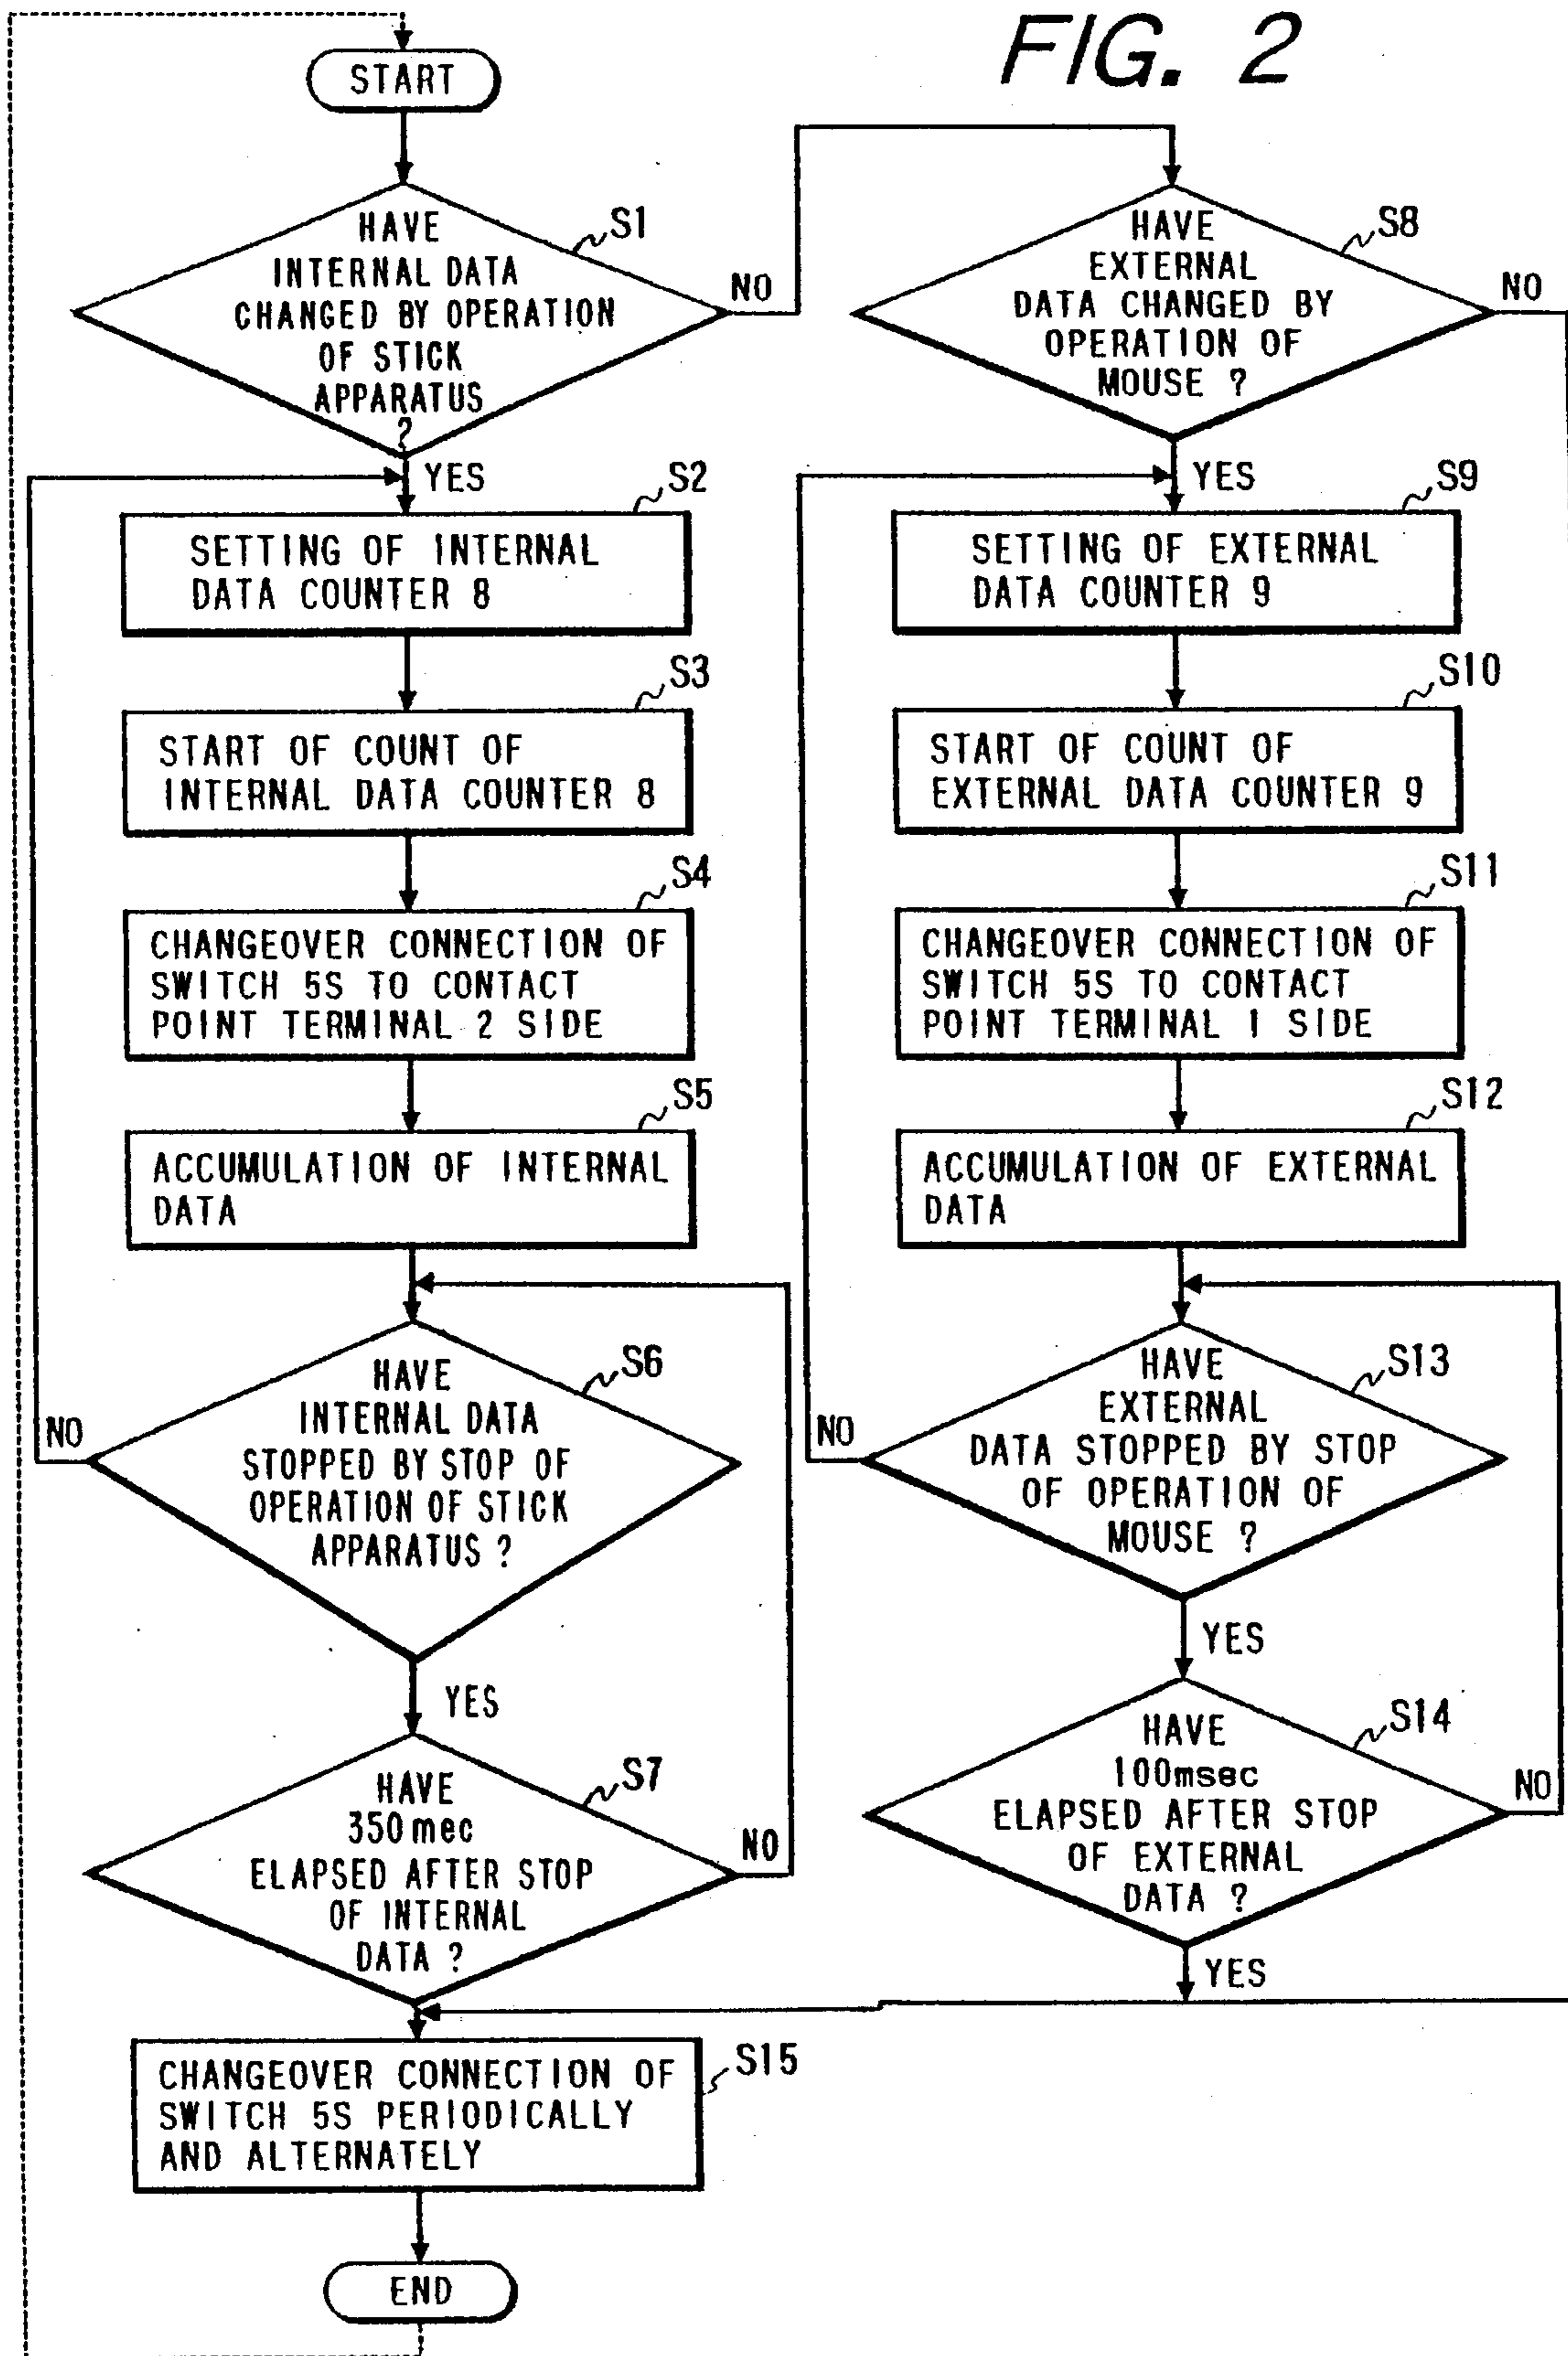 FIG. 2
START
HAVE
INTERNAL DATA
CHANGED BY OPERATION
OF STICK
APPARATUS
?
S1
NO
YES
S2
SETTING OF INTERNAL
DATA COUNTER 8
S3
START OF COUNT OF
INTERNAL DATA COUNTER 8
S4
CHANGEOVER CONNECTION OF
SWITCH 5S TO CONTACT
POINT TERMINAL 2 SIDE
S5
ACCUMULATION OF INTERNAL
DATA
HAVE
INTERNAL DATA
STOPPED BY STOP OF
OPERATION OF STICK
APPARATUS ?
S6
NO
YES
HAVE
350mec
ELAPSED AFTER STOP
OF INTERNAL
DATA ?
S7
NO
HAVE
EXTERNAL
DATA CHANGED BY
OPERATION OF
MOUSE ?
S8
NO
YES
S9
SETTING OF EXTERNAL
DATA COUNTER 9
S10
START OF COUNT OF
EXTERNAL DATA COUNTER 9
S11
CHANGEOVER CONNECTION OF
SWITCH 5S TO CONTACT
POINT TERMINAL 1 SIDE
S12
ACCUMULATION OF EXTERNAL
DATA
HAVE
EXTERNAL
DATA STOPPED BY STOP
OF OPERATION OF
MOUSE ?
S13
NO
YES
HAVE
100msec
ELAPSED AFTER STOP
OF EXTERNAL
DATA ?
S14
NO
YES
S15
CHANGEOVER CONNECTION OF
SWITCH 5S PERIODICALLY
AND ALTERNATELY
END